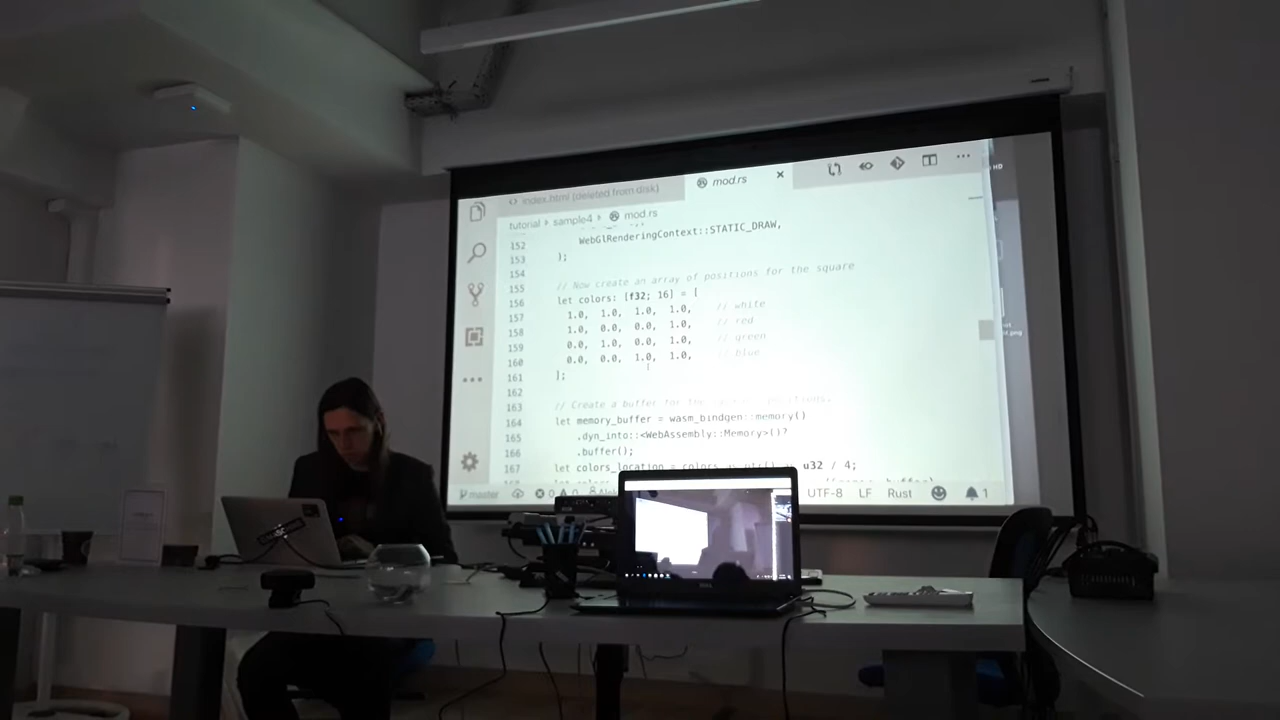 index.html (deleted from disk)
mod.rs
HD
tutorial > sample4 > mod.rs
152 WebGlRenderingContext::STATIC_DRAW,
153 );
154
155 // Now create an array of positions for the square
156 let colors: [f32; 16] = [
157 1.0, 1.0, 1.0, 1.0, // white
158 1.0, 0.0, 0.0, 1.0, // red
159 0.0, 1.0, 0.0, 1.0, // green
160 0.0, 0.0, 1.0, 1.0, // blue
161 ];
162
163 // Create a buffer for the positions.
164 let memory_buffer = wasm_bindgen::memory()
165 .dyn_into::<WebAssembly::Memory>()?
166 .buffer();
167 let colors_location = colors u32 / 4;
master 0 0 UTF-8 LF Rust 1
DELL